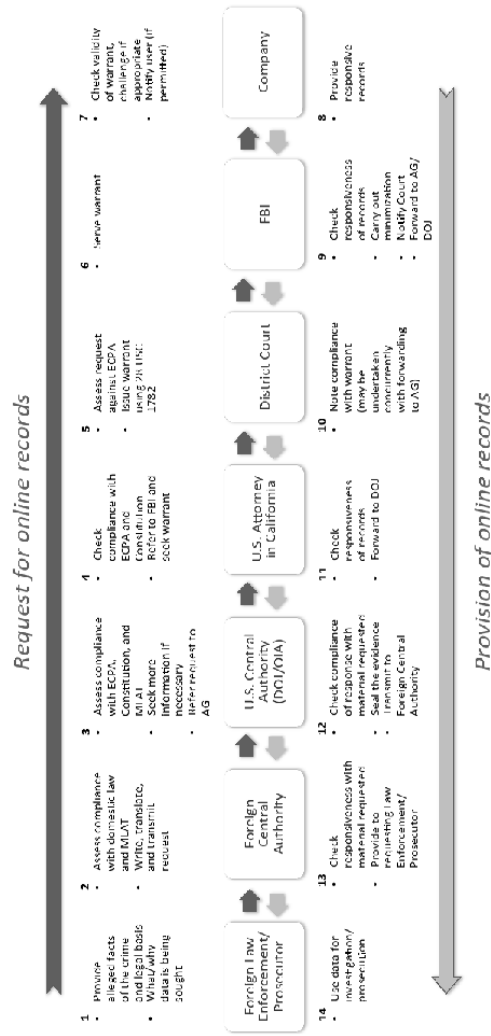 Request for online records
1
• Provide
alleged facts
of the crime
and legal basis
• What/why
data is being
sought
2
• Assess compliance
with domestic law
and MLAT
• Write, translate,
and transmit
request
3
• Assess compliance
with ECPA,
Constitution, and
MLAT
• Seek more
information if
necessary
• Refer request to
AG
4
• Check
compliance with
ECPA and
Constitution
• Refer to FBI and
seek warrant
5
• Assess request
against ECPA
• Issue warrant
using 28 USC
1782
6
• Serve warrant
7
• Check validity
of warrant,
challenge if
appropriate
• Notify user (if
permitted)
Foreign Law
Enforcement/
Prosecutor
Foreign
Central
Authority
U.S. Central
Authority
(DOJ/OIA)
U.S. Attorney
in California
District Court
FBI
Company
14
• Use data for
investigation/
prosecution
13
• Check
responsiveness with
material requested
• Provide to
requesting Law
Enforcement/
Prosecutor
12
• Check compliance
of response with
material requested
• Seal the evidence
• Transmit to
Foreign Central
Authority
11
• Check
responsiveness
of records
• Forward to DOJ
10
• Note compliance
with warrant
(may be
undertaken
concurrently
with forwarding
to AG)
9
• Check
responsiveness
of records
• Carry out
minimization
• Notify Court
• Forward to AG/
DOJ
8
• Provide
responsive
records
Provision of online records